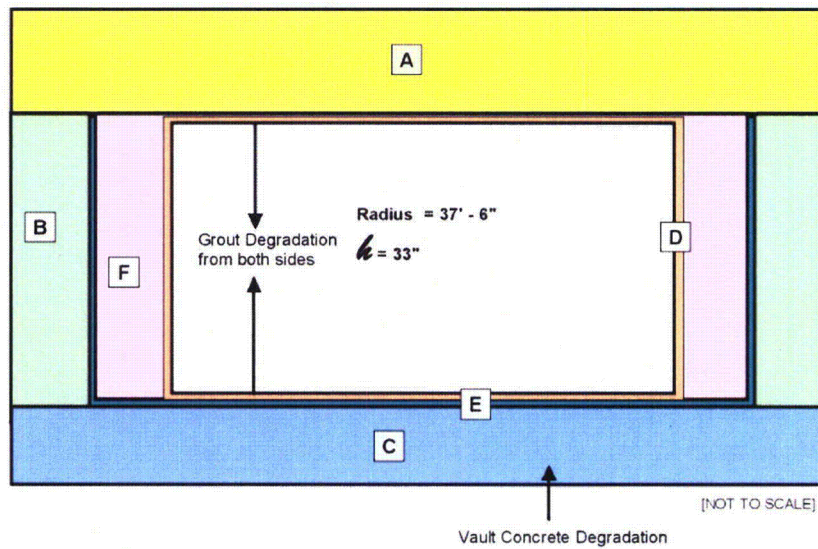 A
B
F
D
E
C
Radius = 37' - 6"
h = 33"
Grout Degradation
from both sides
[NOT TO SCALE]
Vault Concrete Degradation